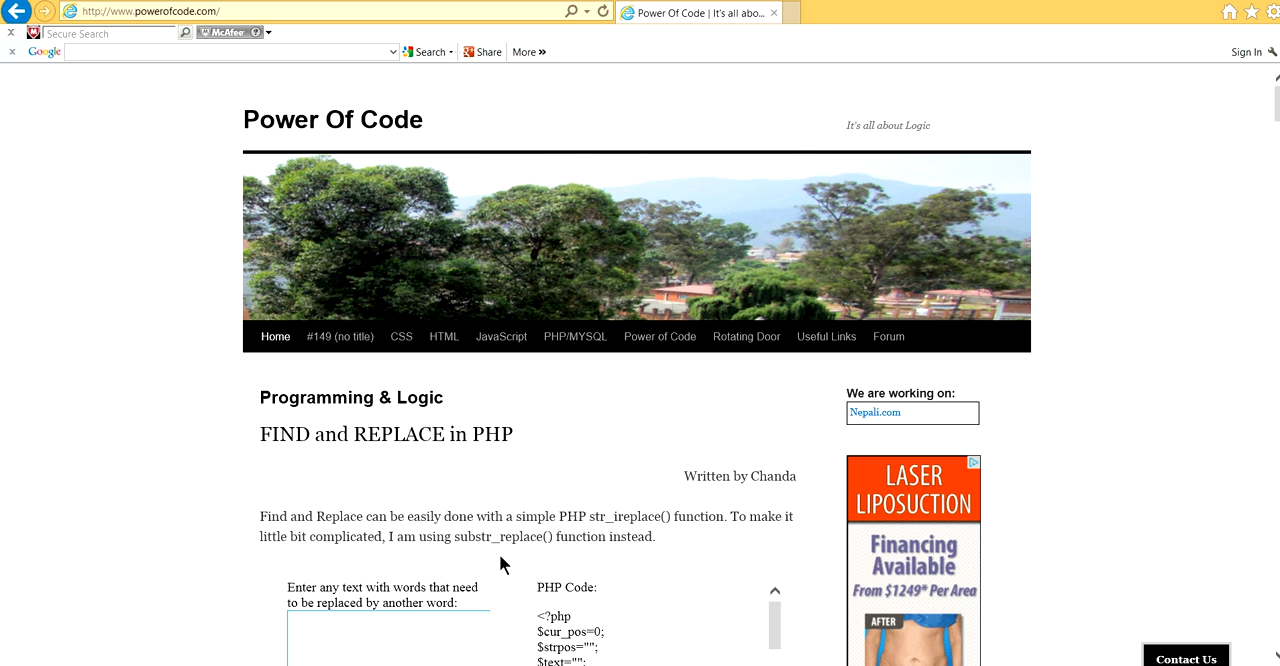 http://www.powerofcode.com/
Power Of Code | It's all abo...
Secure Search
McAfee
Google
Search
Share
More »
Sign In
Power Of Code
It's all about Logic
Home
#149 (no title)
CSS
HTML
JavaScript
PHP/MYSQL
Power of Code
Rotating Door
Useful Links
Forum
Programming & Logic
We are working on:
Nepali.com
FIND and REPLACE in PHP
Written by Chanda
Find and Replace can be easily done with a simple PHP str_ireplace() function. To make it
little bit complicated, I am using substr_replace() function instead.
Enter any text with words that need
to be replaced by another word:
PHP Code:
<?php
$cur_pos=0;
$strpos="";
$text="";
LASER
LIPOSUCTION
Financing
Available
From $1249* Per Area
AFTER
Contact Us